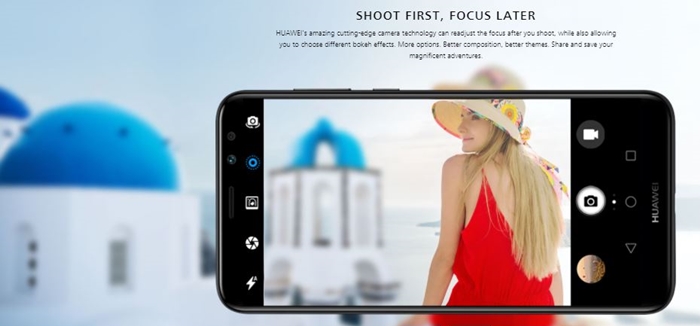 SHOOT FIRST, FOCUS LATER
HUAWEI's amazing cutting-edge camera technology can readjust the focus after you shoot, while also allowing
you to choose different bokeh effects. More options. Better composition, better themes. Share and save your
magnificent adventures.
A
HUAWEI